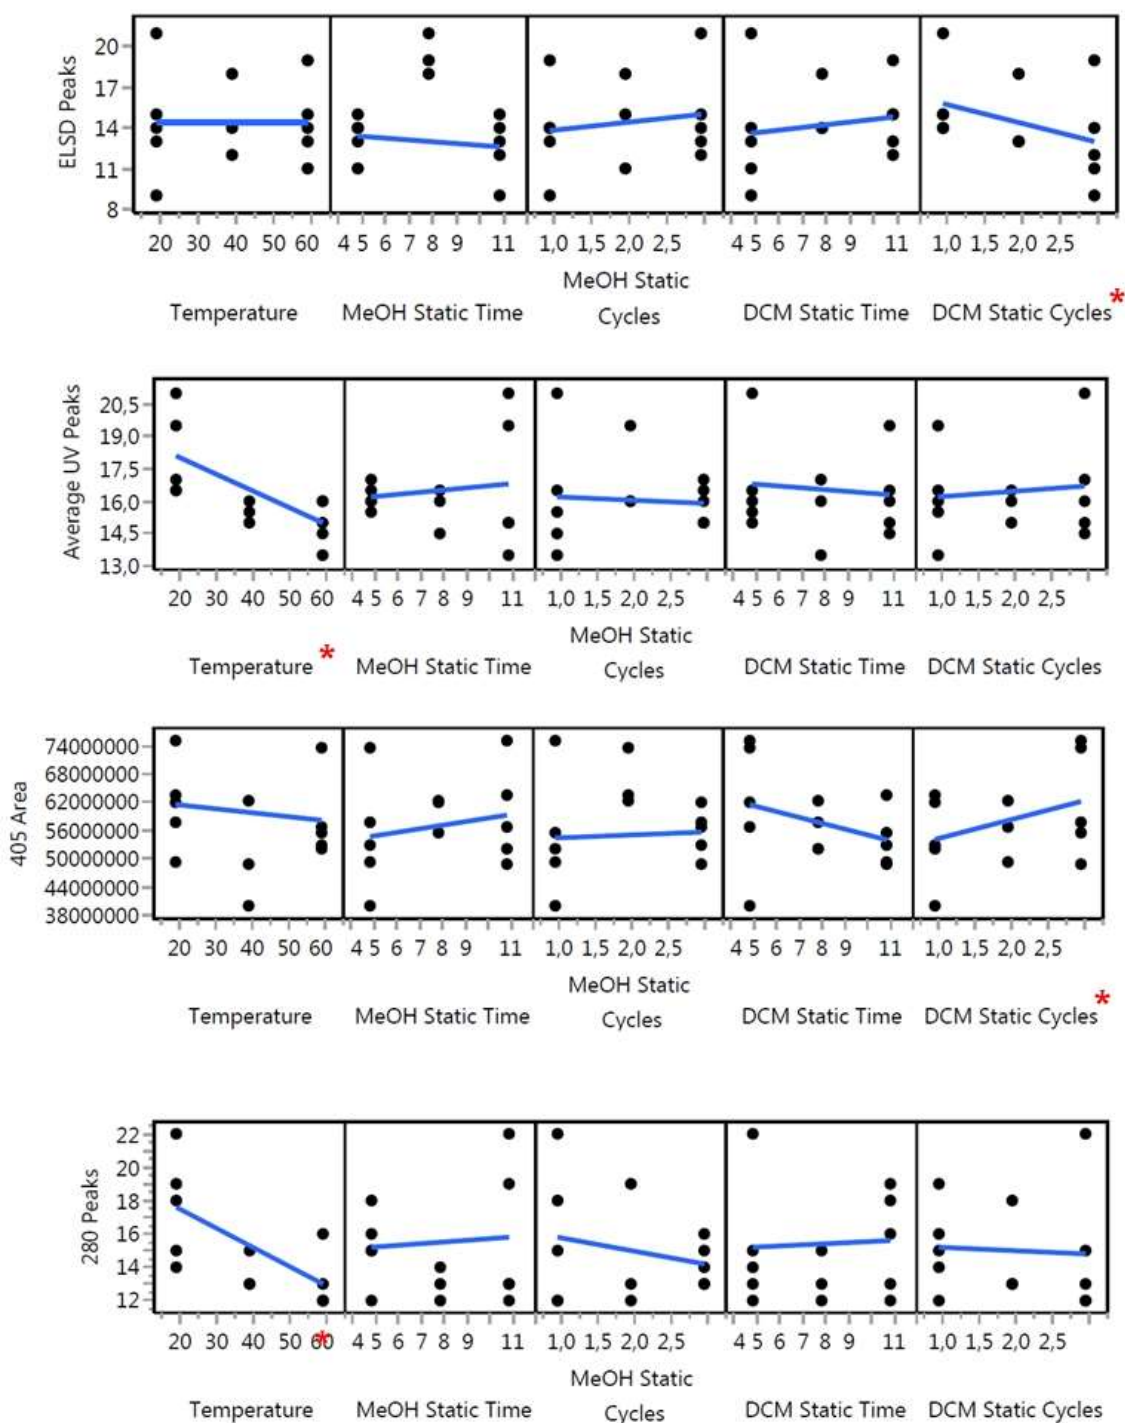 ELSD Peaks
20
17
14
11
8
20 30 40 50 60 4 5 6 7 8 9 11 1,0 1,5 2,0 2,5 4 5 6 7 8 9 11 1,0 1,5 2,0 2,5
MeOH Static
Temperature MeOH Static Time Cycles DCM Static Time DCM Static Cycles *
Average UV Peaks
20,5
19,0
17,5
16,0
14,5
13,0
20 30 40 50 60 4 5 6 7 8 9 11 1,0 1,5 2,0 2,5 4 5 6 7 8 9 11 1,0 1,5 2,0 2,5
MeOH Static
Temperature * MeOH Static Time Cycles DCM Static Time DCM Static Cycles
405 Area
74000000
68000000
62000000
56000000
50000000
44000000
38000000
20 30 40 50 60 4 5 6 7 8 9 11 1,0 1,5 2,0 2,5 4 5 6 7 8 9 11 1,0 1,5 2,0 2,5
MeOH Static
Temperature MeOH Static Time Cycles DCM Static Time DCM Static Cycles *
280 Peaks
22
20
18
16
14
12
20 30 40 50 60 * 4 5 6 7 8 9 11 1,0 1,5 2,0 2,5 4 5 6 7 8 9 11 1,0 1,5 2,0 2,5
MeOH Static
Temperature MeOH Static Time Cycles DCM Static Time DCM Static Cycles